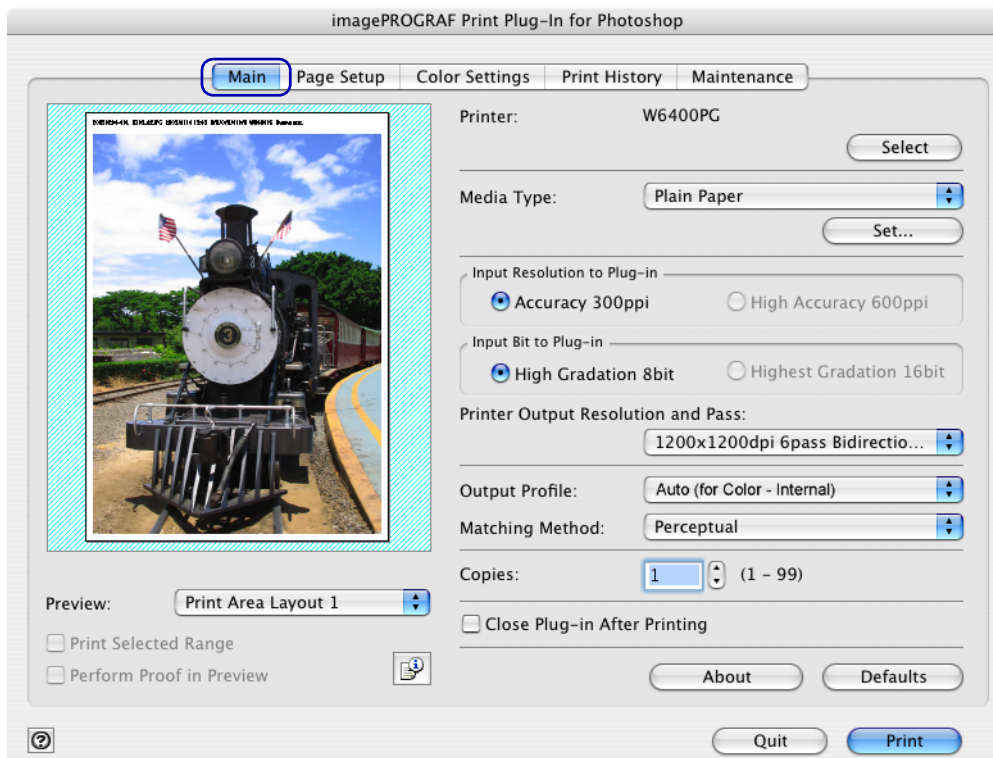 imagePROGRAF Print Plug-In for Photoshop
Main Page Setup Color Settings Print History Maintenance
Printer: W6400PG
Select
Media Type: Plain Paper
Set...
Input Resolution to Plug-in
Accuracy 300ppi High Accuracy 600ppi
Input Bit to Plug-in
High Gradation 8bit Highest Gradation 16bit
Printer Output Resolution and Pass:
1200x1200dpi 6pass Bidirectio...
Output Profile: Auto (for Color - Internal)
Matching Method: Perceptual
Copies: 1 (1 – 99)
Close Plug-in After Printing
About Defaults
3
Preview: Print Area Layout 1
Print Selected Range
Perform Proof in Preview
Quit Print